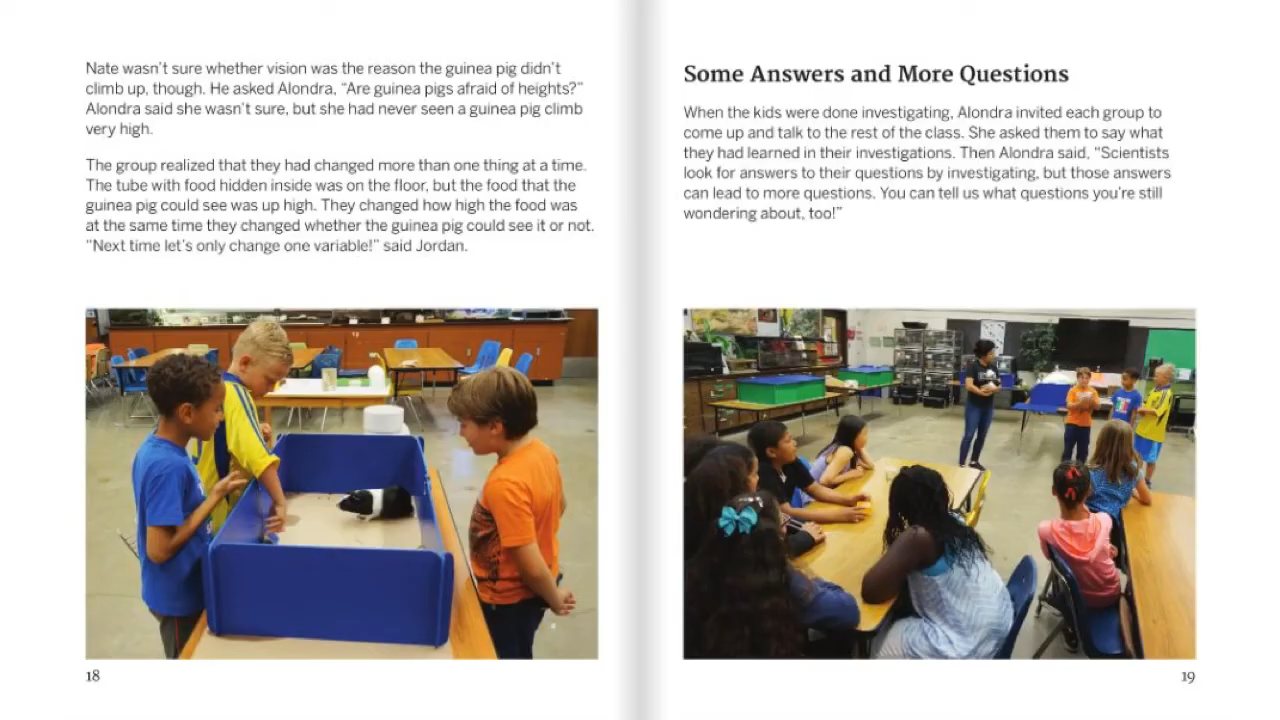 Nate wasn't sure whether vision was the reason the guinea pig didn't
climb up, though. He asked Alondra, “Are guinea pigs afraid of heights?”
Alondra said she wasn't sure, but she had never seen a guinea pig climb
very high.
The group realized that they had changed more than one thing at a time.
The tube with food hidden inside was on the floor, but the food that the
guinea pig could see was up high. They changed how high the food was
at the same time they changed whether the guinea pig could see it or not.
“Next time let's only change one variable!” said Jordan.
18
Some Answers and More Questions
When the kids were done investigating, Alondra invited each group to
come up and talk to the rest of the class. She asked them to say what
they had learned in their investigations. Then Alondra said, “Scientists
look for answers to their questions by investigating, but those answers
can lead to more questions. You can tell us what questions you're still
wondering about, too!”
19